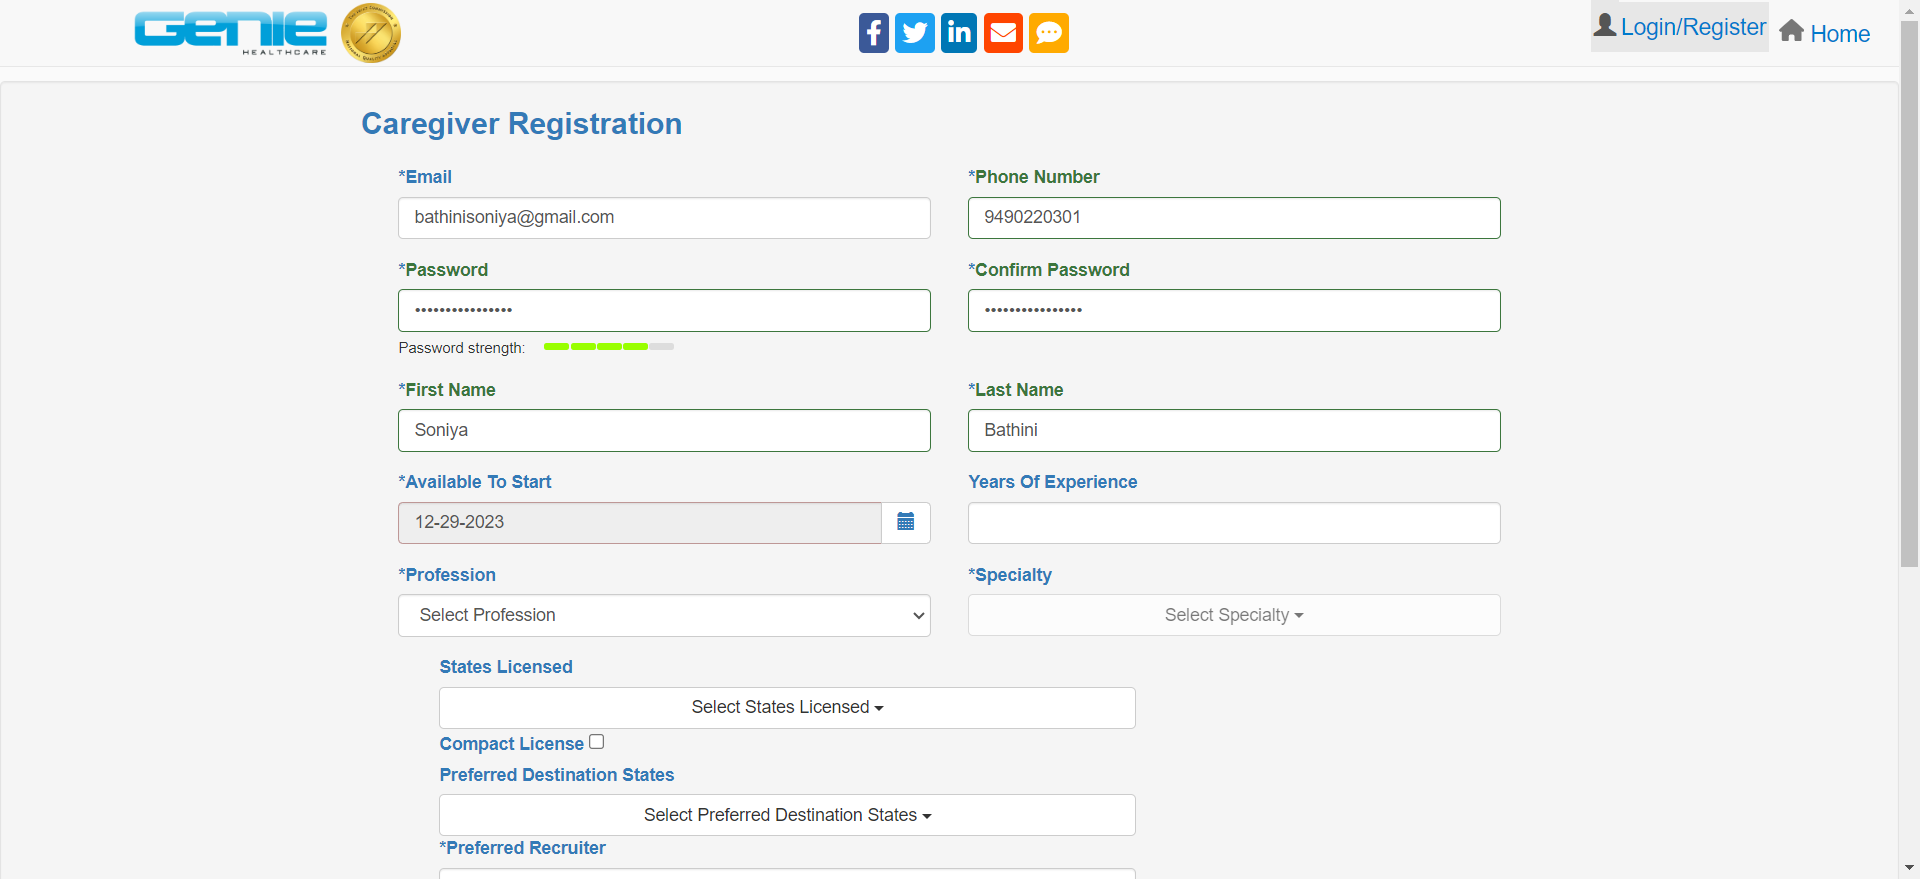 GENIE
HEALTHCARE
Login/Register
Home
Caregiver Registration
*Email
*Phone Number
bathinisoniya@gmail.com
9490220301
*Password
*Confirm Password
••••••••••••••••
••••••••••••••••
Password strength:
*First Name
*Last Name
Soniya
Bathini
*Available To Start
Years Of Experience
12-29-2023
*Profession
*Specialty
Select Profession
Select Specialty
States Licensed
Select States Licensed
Compact License
Preferred Destination States
Select Preferred Destination States
*Preferred Recruiter